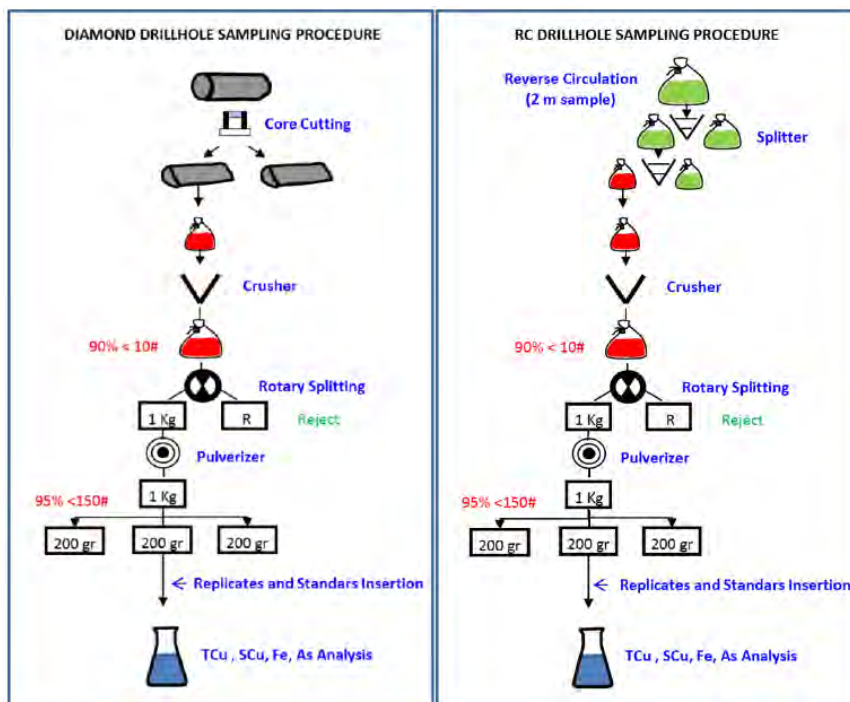 DIAMOND DRILLHOLE SAMPLING PROCEDURE
Core Cutting
Crusher
90% < 10#
Rotary Splitting
1 Kg
R
Reject
Pulverizer
1 Kg
95% <150#
200 gr
200 gr
200 gr
Replicates and Standars Insertion
TCu , SCu, Fe, As Analysis
RC DRILLHOLE SAMPLING PROCEDURE
Reverse Circulation
(2 m sample)
Splitter
Crusher
90% < 10#
Rotary Splitting
1 Kg
R
Reject
Pulverizer
1 Kg
95% <150#
200 gr
200 gr
200 gr
Replicates and Standars Insertion
TCu , SCu, Fe, As Analysis